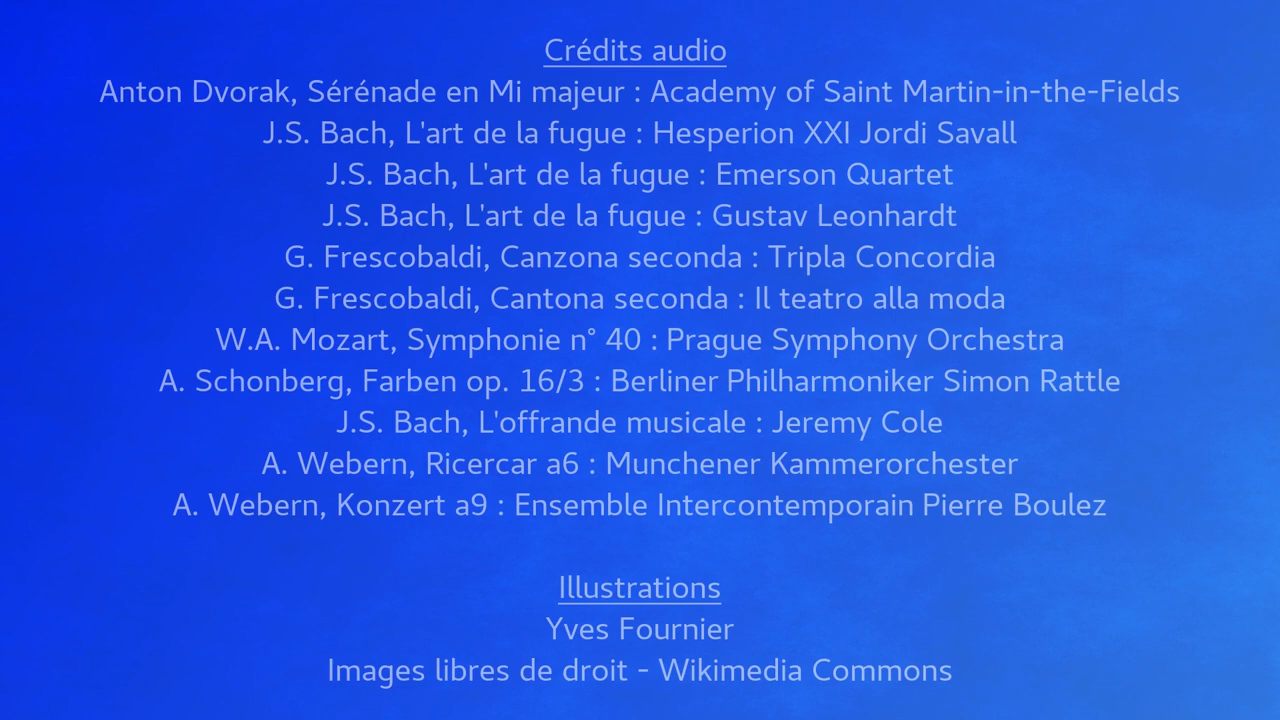 Crédits audio
Anton Dvorak, Sérénade en Mi majeur : Academy of Saint Martin-in-the-Fields
J.S. Bach, L'art de la fugue : Hesperion XXI Jordi Savall
J.S. Bach, L'art de la fugue : Emerson Quartet
J.S. Bach, L'art de la fugue : Gustav Leonhardt
G. Frescobaldi, Canzona seconda : Tripla Concordia
G. Frescobaldi, Cantona seconda : Il teatro alla moda
W.A. Mozart, Symphonie n° 40 : Prague Symphony Orchestra
A. Schonberg, Farben op. 16/3 : Berliner Philharmoniker Simon Rattle
J.S. Bach, L'offrande musicale : Jeremy Cole
A. Webern, Ricercar a6 : Munchener Kammerorchester
A. Webern, Konzert a9 : Ensemble Intercontemporain Pierre Boulez
Illustrations
Yves Fournier
Images libres de droit - Wikimedia Commons